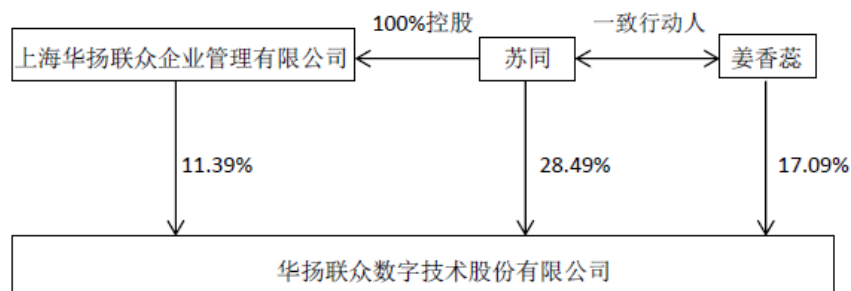 100%控股
一致行动人
上海华扬联众企业管理有限公司
苏同
姜香蕊
11.39%
28.49%
17.09%
华扬联众数字技术股份有限公司